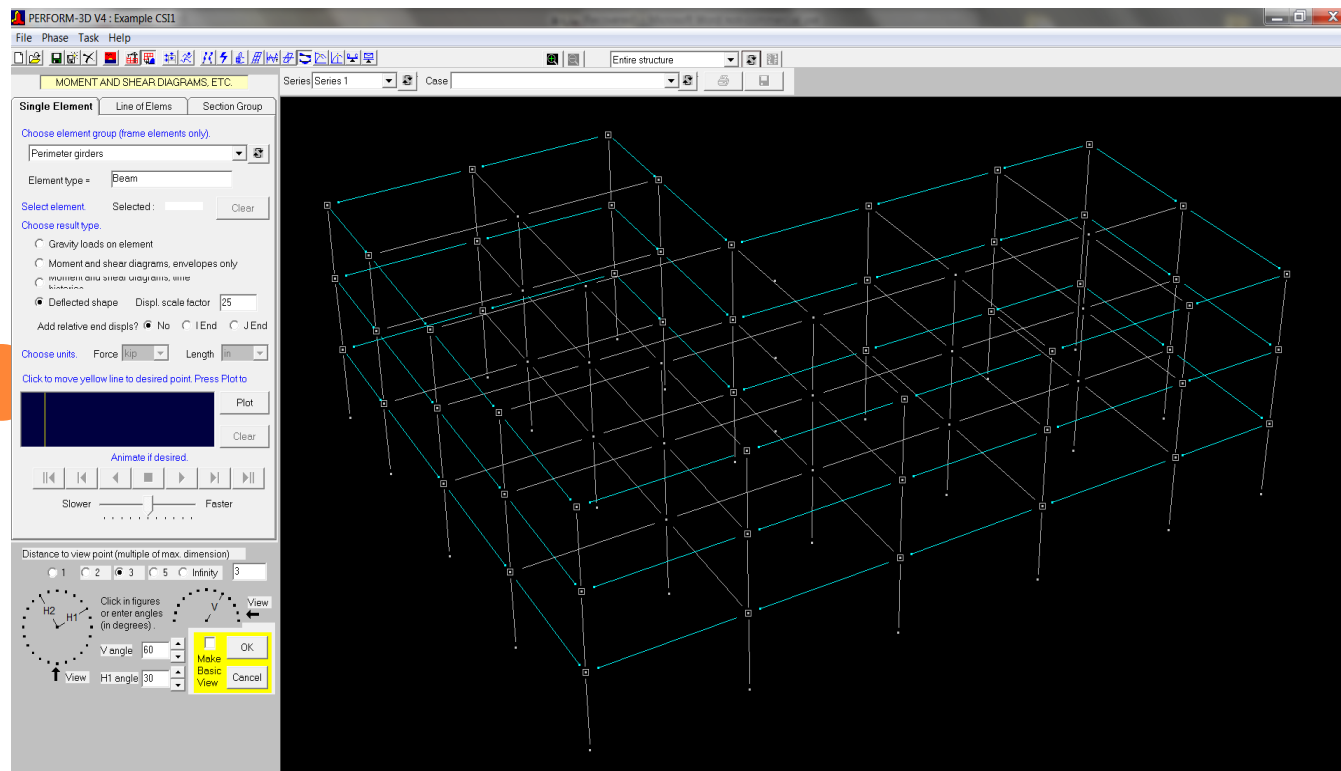 PERFORM-3D V4 : Example CSI1
File Phase Task Help
Entire structure
MOMENT AND SHEAR DIAGRAMS, ETC.
Series Series 1 Case
Single Element Line of Elems Section Group
Choose element group (frame elements only).
Perimeter girders
Element type = Beam
Select element. Selected : Clear
Choose result type.
Gravity loads on element
Moment and shear diagrams, envelopes only
Moment and shear diagrams, time
histories
Deflected shape Displ. scale factor 25
Add relative end displs? No I End J End
Choose units. Force kip Length in
Click to move yellow line to desired point. Press Plot to
Plot
Clear
Animate if desired.
Slower Faster
Distance to view point (multiple of max. dimension)
1 2 3 5 Infinity 3
H2 H1 Click in figures V View
or enter angles
(in degrees) .
V angle 60 OK
Make
Basic
View
View H1 angle 30 Cancel